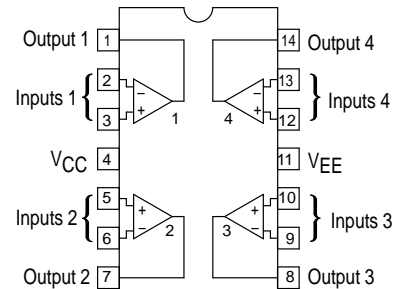 Output 1 1 14 Output 4
Inputs 1 2 − − 13 Inputs 4
3 + 1 4 + 12
VCC 4 11 VEE
Inputs 2 5 + + 10 Inputs 3
6 − 2 3 − 9
Output 2 7 8 Output 3